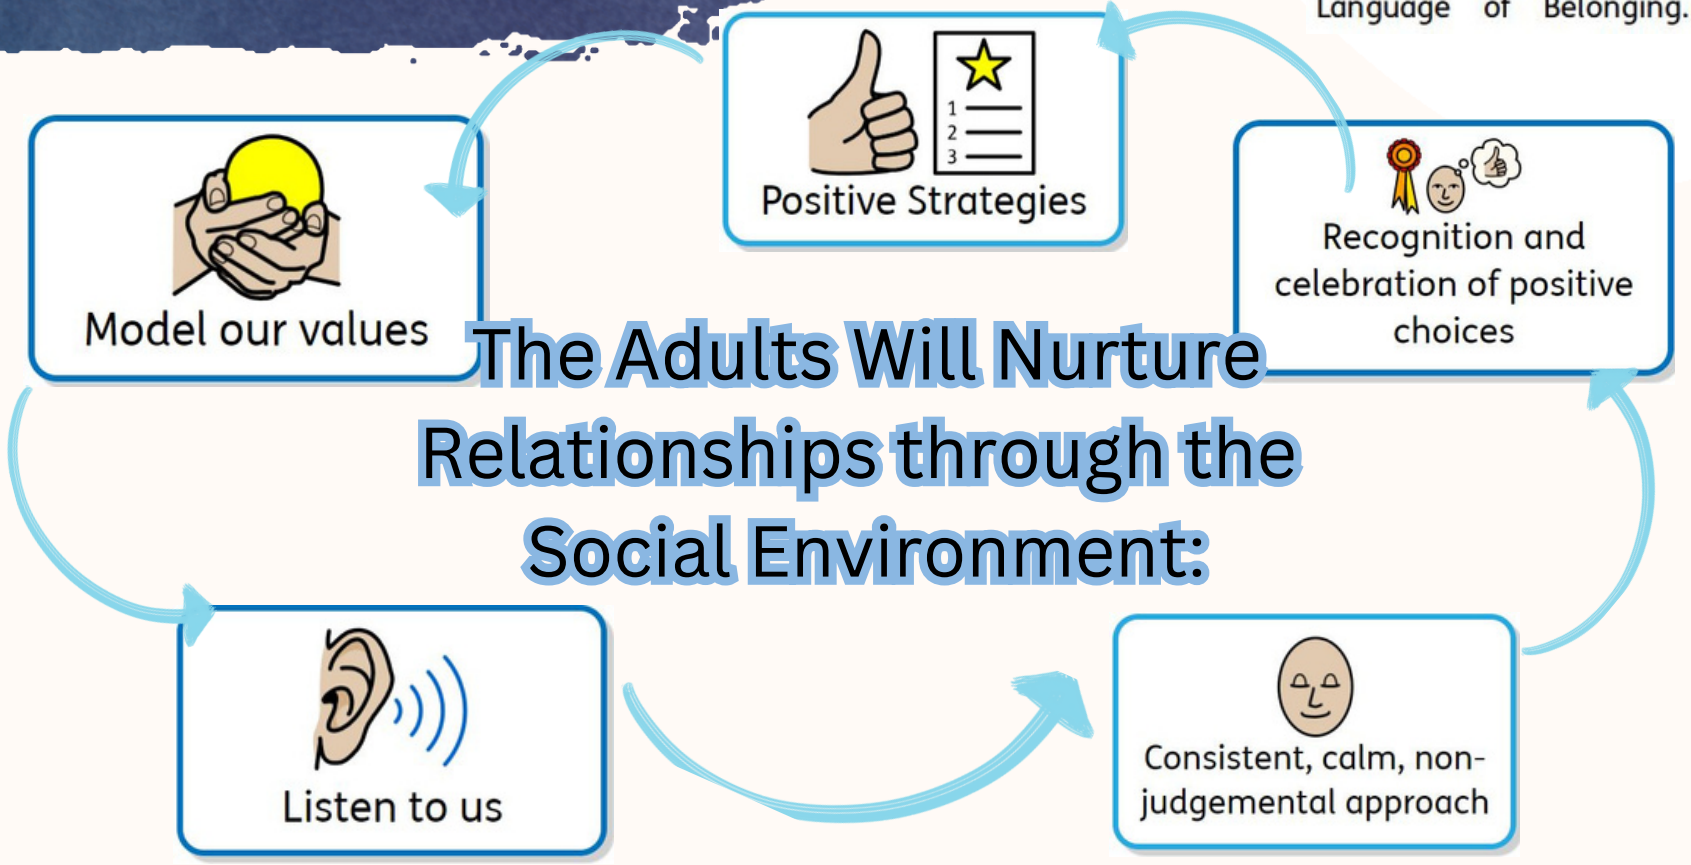 Language of Belonging.
1
2
3
Positive Strategies
Model our values
Recognition and
celebration of positive
choices
The Adults Will Nurture
Relationships through the
Social Environment:
Listen to us
Consistent, calm, non-
judgemental approach